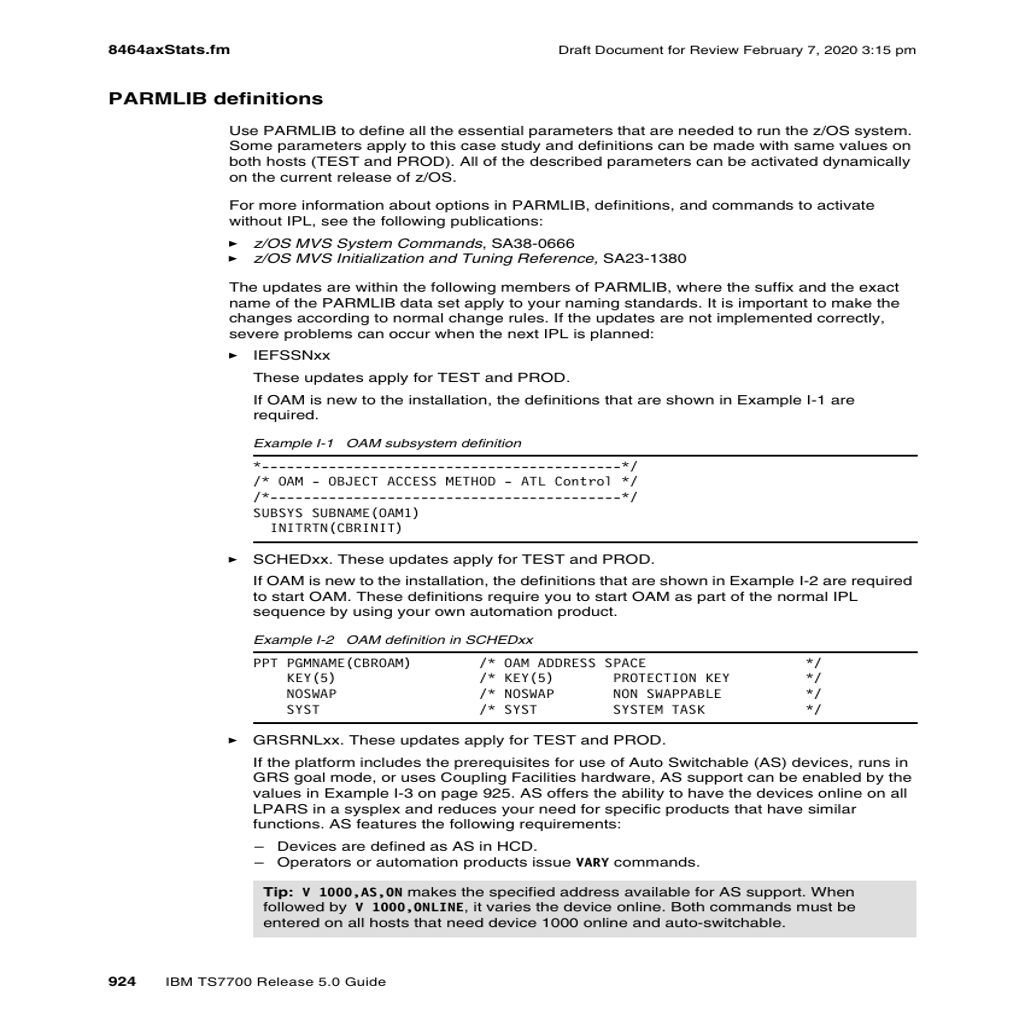 8464axStats.fm
Draft Document for Review February 7, 2020 3:15 pm
PARMLIB definitions
Use PARMLIB to define all the essential parameters that are needed to run the z/OS system.
Some parameters apply to this case study and definitions can be made with same values on
both hosts (TEST and PROD). All of the described parameters can be activated dynamically
on the current release of z/OS.
For more information about options in PARMLIB, definitions, and commands to activate
without IPL, see the following publications:
► z/OS MVS System Commands, SA38-0666
► z/OS MVS Initialization and Tuning Reference, SA23-1380
The updates are within the following members of PARMLIB, where the suffix and the exact
name of the PARMLIB data set apply to your naming standards. It is important to make the
changes according to normal change rules. If the updates are not implemented correctly,
severe problems can occur when the next IPL is planned:
► IEFSSNxx
These updates apply for TEST and PROD.
If OAM is new to the installation, the definitions that are shown in Example I-1 are
required.
Example I-1 OAM subsystem definition
*-------------------------------------------*/
/* OAM - OBJECT ACCESS METHOD - ATL Control */
/*------------------------------------------*/
SUBSYS SUBNAME(OAM1)
INITRTN(CBRINIT)
► SCHEDxx. These updates apply for TEST and PROD.
If OAM is new to the installation, the definitions that are shown in Example I-2 are required
to start OAM. These definitions require you to start OAM as part of the normal IPL
sequence by using your own automation product.
Example I-2 OAM definition in SCHEDxx
PPT PGMNAME(CBROAM) /* OAM ADDRESS SPACE */
KEY(5) /* KEY(5) PROTECTION KEY */
NOSWAP /* NOSWAP NON SWAPPABLE */
SYST /* SYST SYSTEM TASK */
► GRSRNLxx. These updates apply for TEST and PROD.
If the platform includes the prerequisites for use of Auto Switchable (AS) devices, runs in
GRS goal mode, or uses Coupling Facilities hardware, AS support can be enabled by the
values in Example I-3 on page 925. AS offers the ability to have the devices online on all
LPARS in a sysplex and reduces your need for specific products that have similar
functions. AS features the following requirements:
– Devices are defined as AS in HCD.
– Operators or automation products issue VARY commands.
Tip: V 1000,AS,ON makes the specified address available for AS support. When
followed by V 1000,ONLINE, it varies the device online. Both commands must be
entered on all hosts that need device 1000 online and auto-switchable.
924 IBM TS7700 Release 5.0 Guide